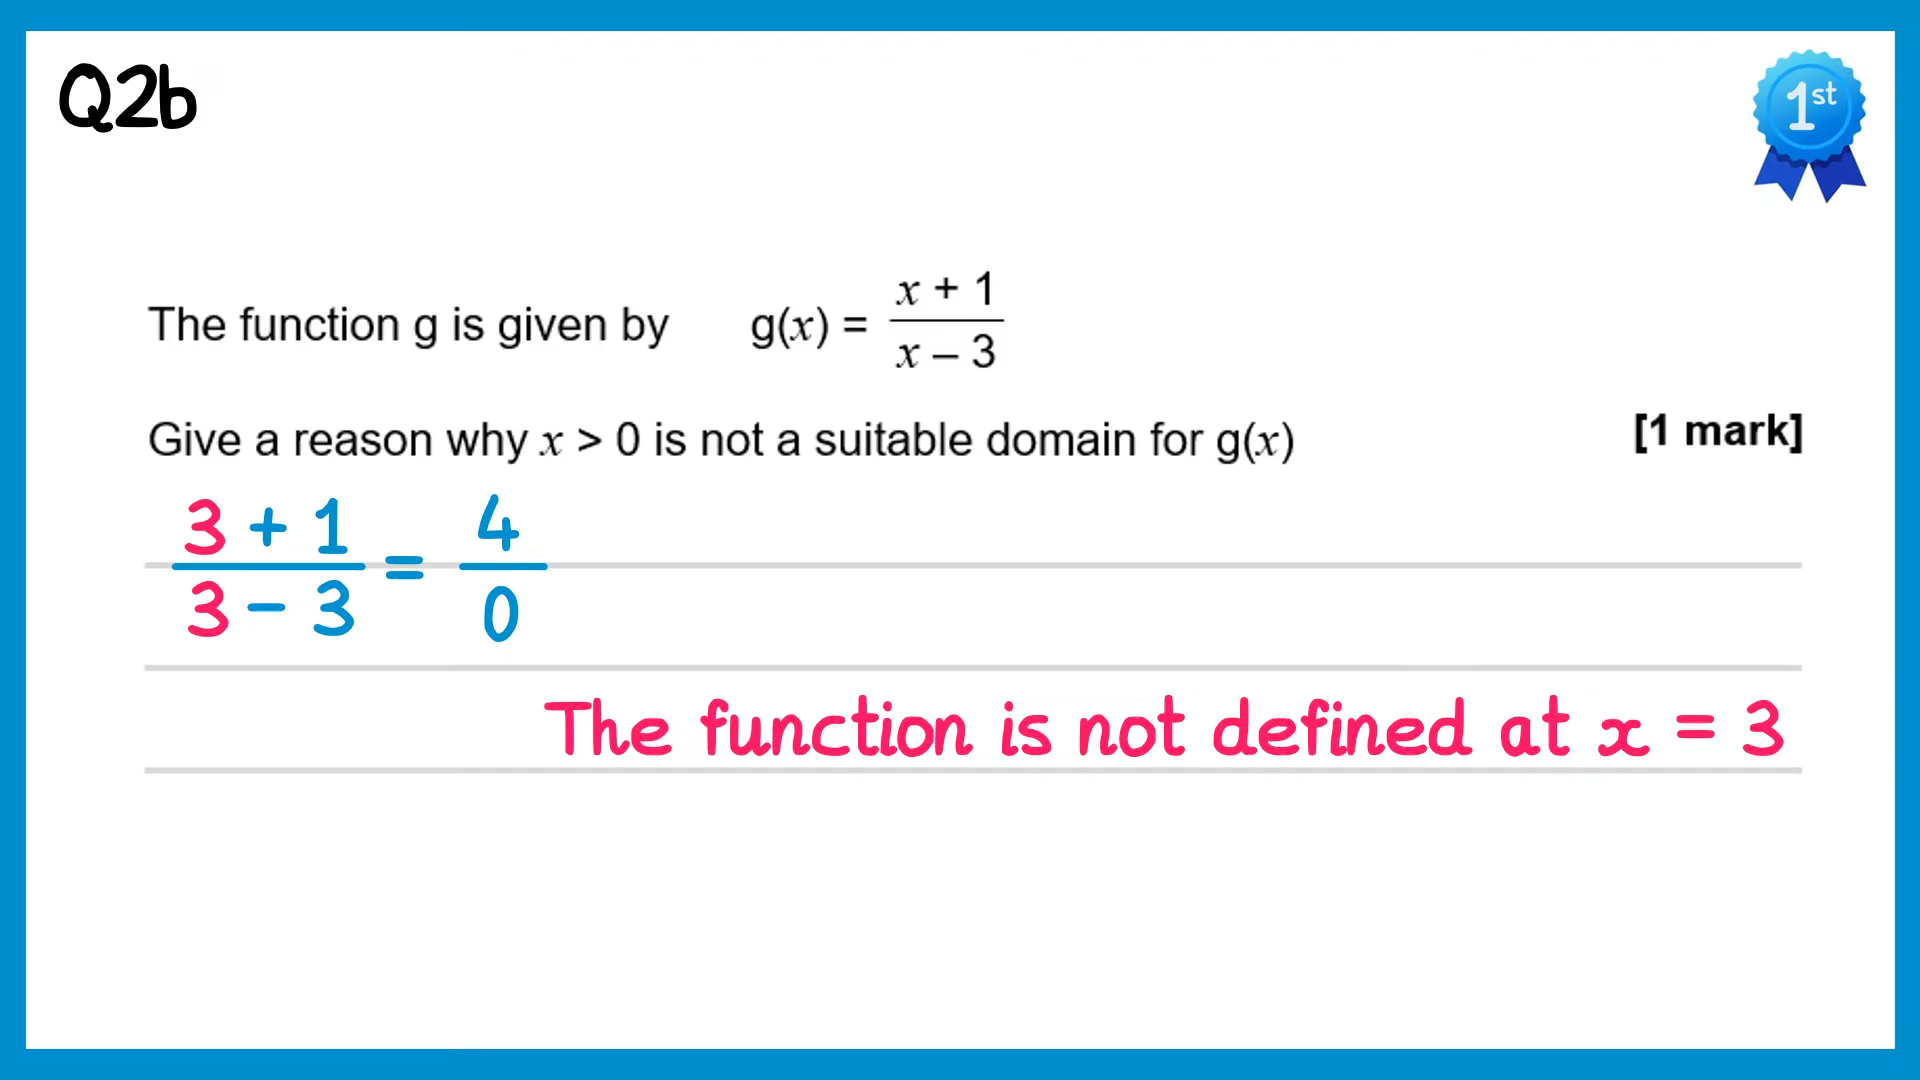 Q2b
1st
The function g is given by g(x) = (x + 1)/(x – 3)
Give a reason why x > 0 is not a suitable domain for g(x) [1 mark]
(3 + 1)/(3 – 3) = 4/0
The function is not defined at x = 3